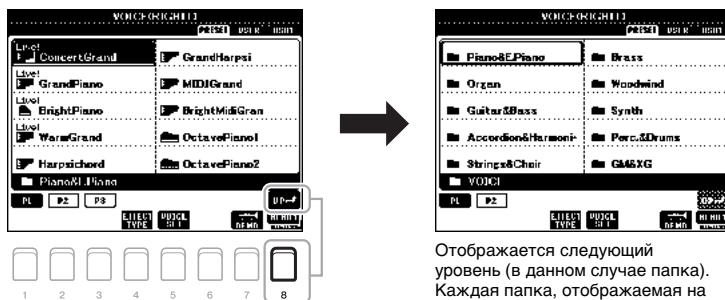 VOICE(RIGHT1)
PRESET USER USB1
Live!
ConcertGrand
GrandHarpsi
Live!
GrandPiano
MIDIGrand
Live!
BrightPiano
BrightMidiGran
Live!
WarmGrand
OctavePiano1
Harpsichord
OctavePiano2
Piano&E.Piano
P1 P2 P3
UP
EFFECT TYPE
VOICE SET
DEMO
1 2 3 4 5 6 7 8
VOICE(RIGHT1)
PRESET USER USB1
Piano&E.Piano
Brass
Organ
Woodwind
Guitar&Bass
Synth
Accordion&Harmoni
Perc.&Drums
Strings&Choir
GM&XG
VOICE
P1 P2
UP
EFFECT TYPE
VOICE SET
DEMO
Отображается следующий
уровень (в данном случае папка).
Каждая папка, отображаемая на